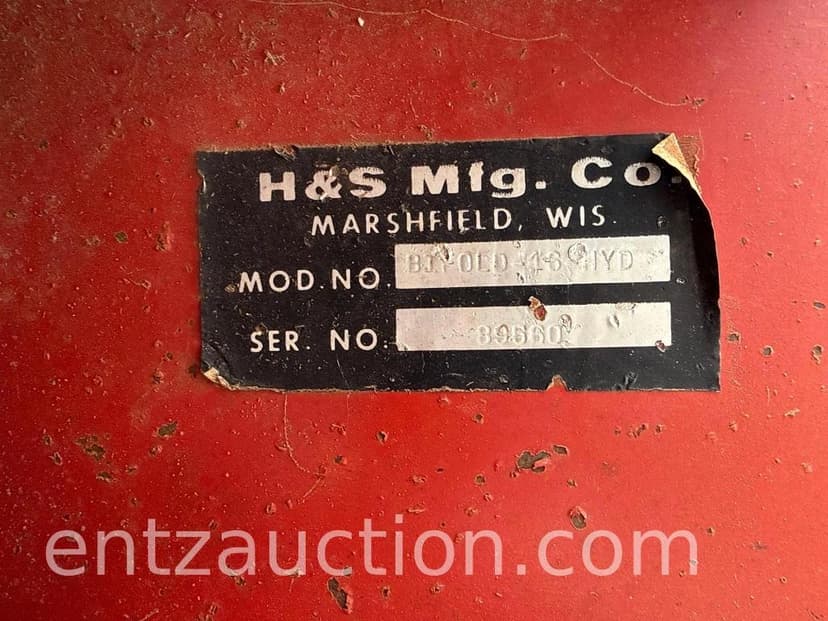 H&S Mfg. Co.
MARSHFIELD, WIS.
MOD. NO.
SER. NO. 89560
entzauction.com